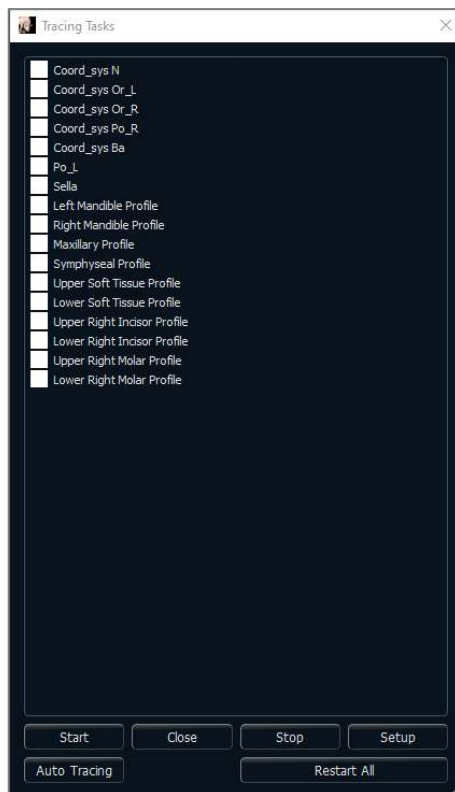 Tracing Tasks
Coord_sys N
Coord_sys Or_L
Coord_sys Or_R
Coord_sys Po_R
Coord_sys Ba
Po_L
Sella
Left Mandible Profile
Right Mandible Profile
Maxillary Profile
Symphyseal Profile
Upper Soft Tissue Profile
Lower Soft Tissue Profile
Upper Right Incisor Profile
Lower Right Incisor Profile
Upper Right Molar Profile
Lower Right Molar Profile
Start Close Stop Setup
Auto Tracing Restart All